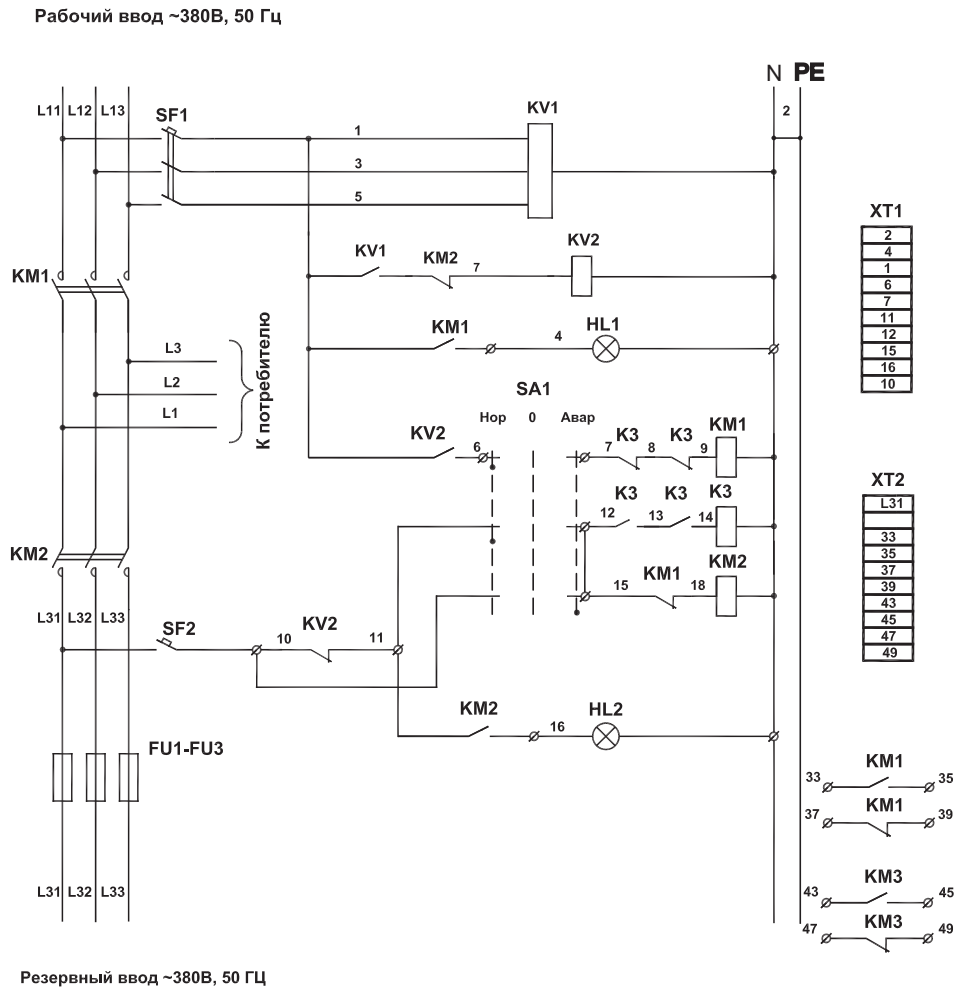 Рабочий ввод ~380В, 50 Гц
N PE
L11 L12 L13
SF1
KV1
2
1
3
5
XT1
2
4
1
6
7
11
12
15
16
10
KV1
KM2
7
KV2
KM1
KM1
4
HL1
L3
L2
L1
К потребителю
SA1
Нор 0 Авар
KV2
6
7
K3
8
K3
9
KM1
XT2
L31
33
35
37
39
43
45
47
49
12
K3
13
K3
14
K3
KM2
15
KM1
18
KM2
L31 L32 L33
SF2
10
KV2
11
KM2
16
HL2
FU1-FU3
33
KM1
35
37
KM1
39
43
KM3
45
47
KM3
49
L31 L32 L33
Резервный ввод ~380В, 50 ГЦ